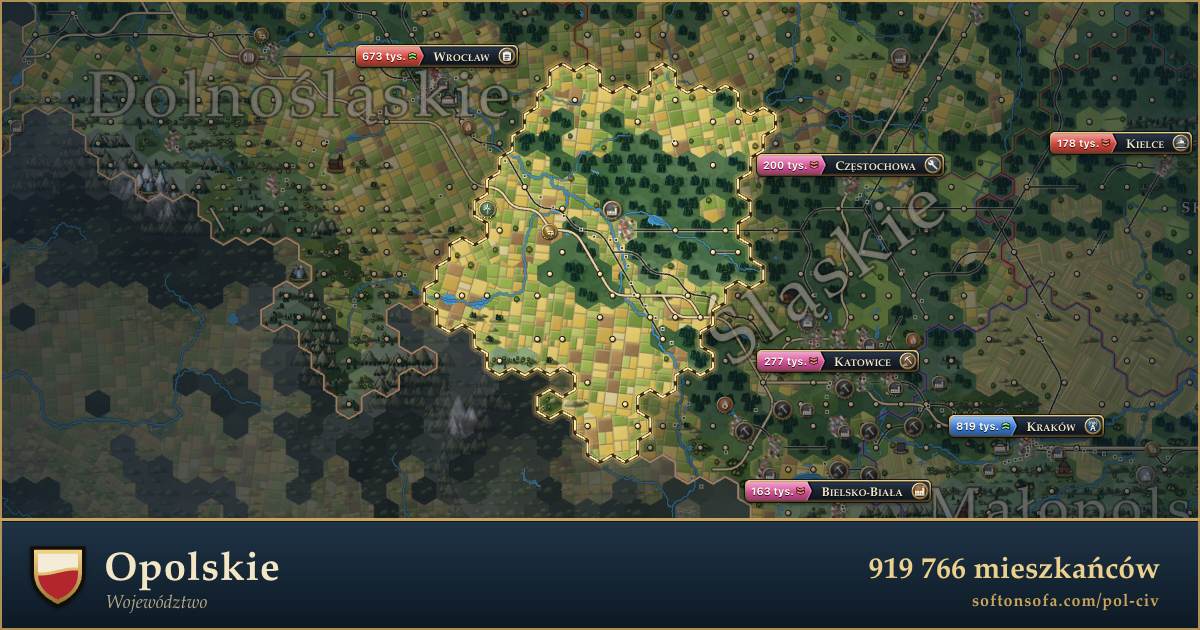 673 tys. Wrocław
Dolnośląskie
178 tys. Kielce
200 tys. Częstochowa
Śląskie
277 tys. Katowice
819 tys. Kraków
163 tys. Bielsko-Biała
Małopols
Opolskie
Województwo
919 766 mieszkańców
softonsofa.com/pol-civ